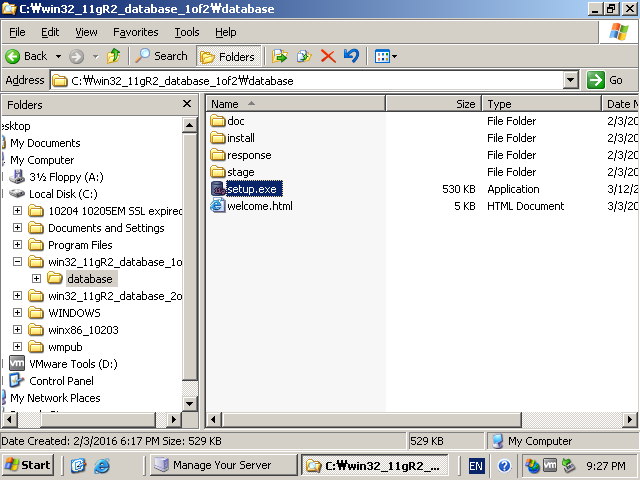 C:₩win32_11gR2_database_1of2₩database
File Edit View Favorites Tools Help
Back Search Folders
Address C:₩win32_11gR2_database_1of2₩database Go
Folders
esktop
My Documents
My Computer
3½ Floppy (A:)
Local Disk (C:)
10204 10205EM SSL expired
Documents and Settings
Program Files
win32_11gR2_database_1o
database
win32_11gR2_database_2o
WINDOWS
winx86_10203
wmpub
VMware Tools (D:)
Control Panel
My Network Places
Name Size Type Date M
doc File Folder 2/3/20
install File Folder 2/3/20
response File Folder 2/3/20
stage File Folder 2/3/20
setup.exe 530 KB Application 3/12/2
welcome.html 5 KB HTML Document 3/3/20
Date Created: 2/3/2016 6:17 PM Size: 529 KB 529 KB My Computer
Start Manage Your Server C:₩win32_11gR2_... EN 9:27 PM